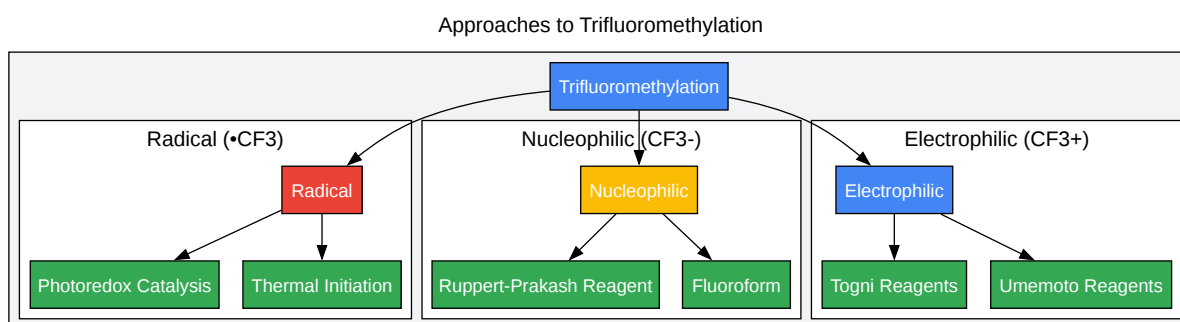 Approaches to Trifluoromethylation
Trifluoromethylation
Radical (•CF3)
Nucleophilic (CF3-)
Electrophilic (CF3+)
Radical
Nucleophilic
Electrophilic
Photoredox Catalysis
Thermal Initiation
Ruppert-Prakash Reagent
Fluoroform
Togni Reagents
Umemoto Reagents